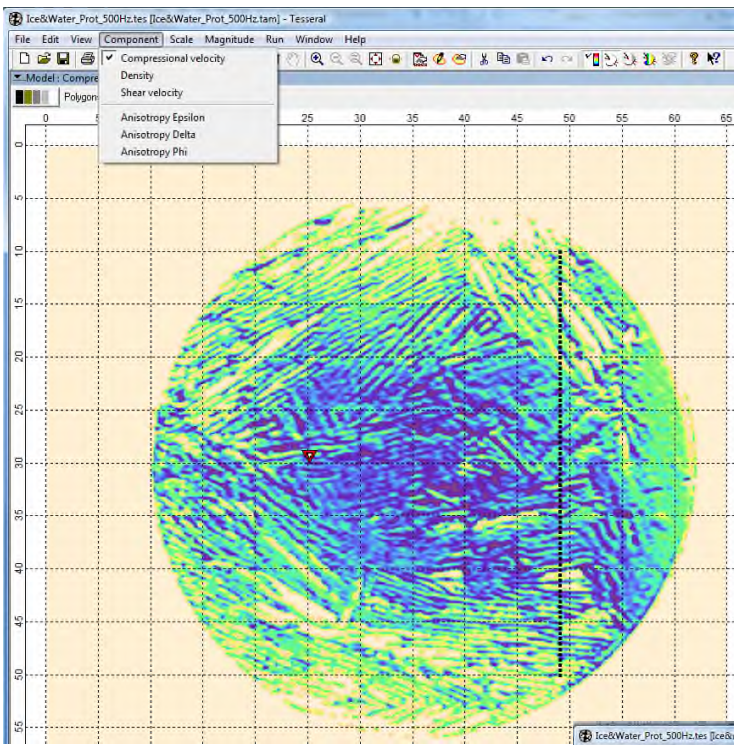 Ice&Water_Prot_500Hz.tes [Ice&Water_Prot_500Hz.tam] - Tesseral
File Edit View Component Scale Magnitude Run Window Help
Compressional velocity
Model : Compre
Density
Polygon
Shear velocity
Anisotropy Epsilon
Anisotropy Delta
Anisotropy Phi
0 5 25 30 35 40 45 50 55 60 65
0
5
10
15
20
25
30
35
40
45
50
55
Ice&Water_Prot_500Hz.tes [Ice&